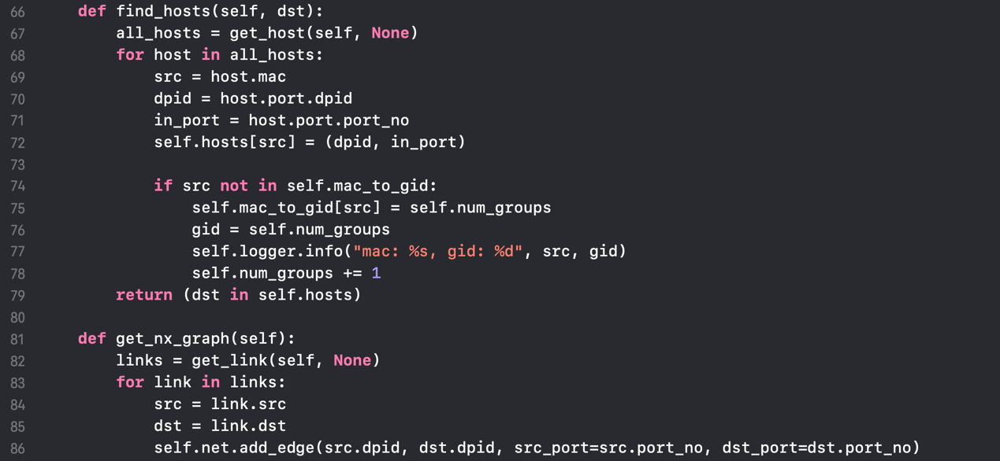 66 def find_hosts(self, dst):
67 all_hosts = get_host(self, None)
68 for host in all_hosts:
69 src = host.mac
70 dpid = host.port.dpid
71 in_port = host.port.port_no
72 self.hosts[src] = (dpid, in_port)
73
74 if src not in self.mac_to_gid:
75 self.mac_to_gid[src] = self.num_groups
76 gid = self.num_groups
77 self.logger.info("mac: %s, gid: %d", src, gid)
78 self.num_groups += 1
79 return (dst in self.hosts)
80
81 def get_nx_graph(self):
82 links = get_link(self, None)
83 for link in links:
84 src = link.src
85 dst = link.dst
86 self.net.add_edge(src.dpid, dst.dpid, src_port=src.port_no, dst_port=dst.port_no)